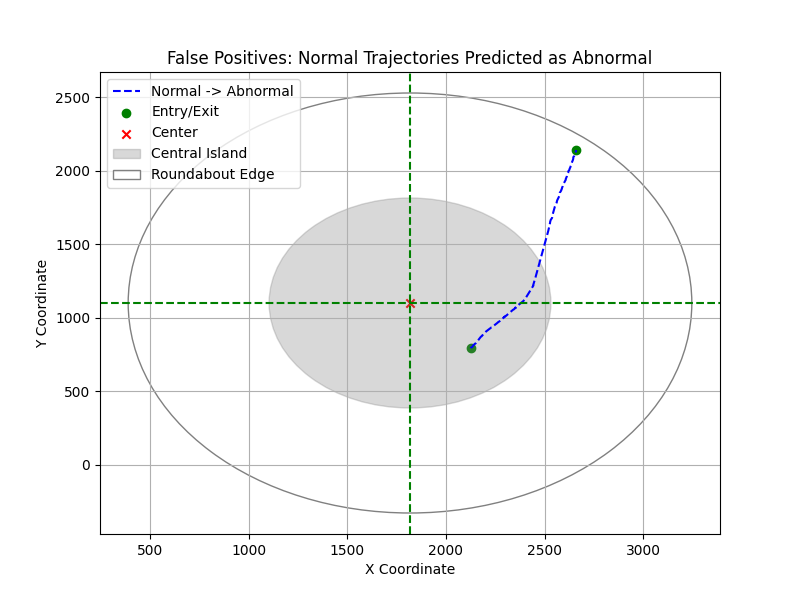 False Positives: Normal Trajectories Predicted as Abnormal
Normal -> Abnormal
Entry/Exit
Center
Central Island
Roundabout Edge
Y Coordinate
2500
2000
1500
1000
500
0
500
1000
1500
2000
2500
3000
X Coordinate